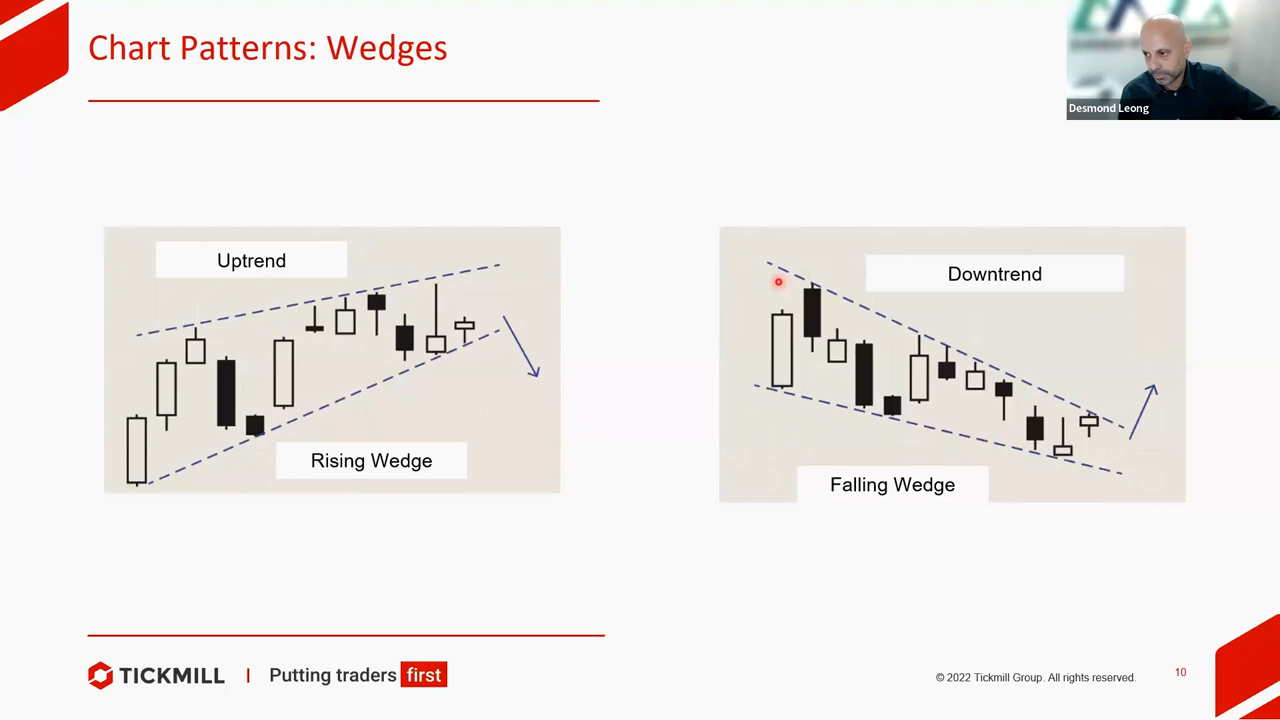 Chart Patterns: Wedges
Desmond Leong
Uptrend
Rising Wedge
Downtrend
Falling Wedge
TICKMILL | Putting traders first
© 2022 Tickmill Group. All rights reserved.
10